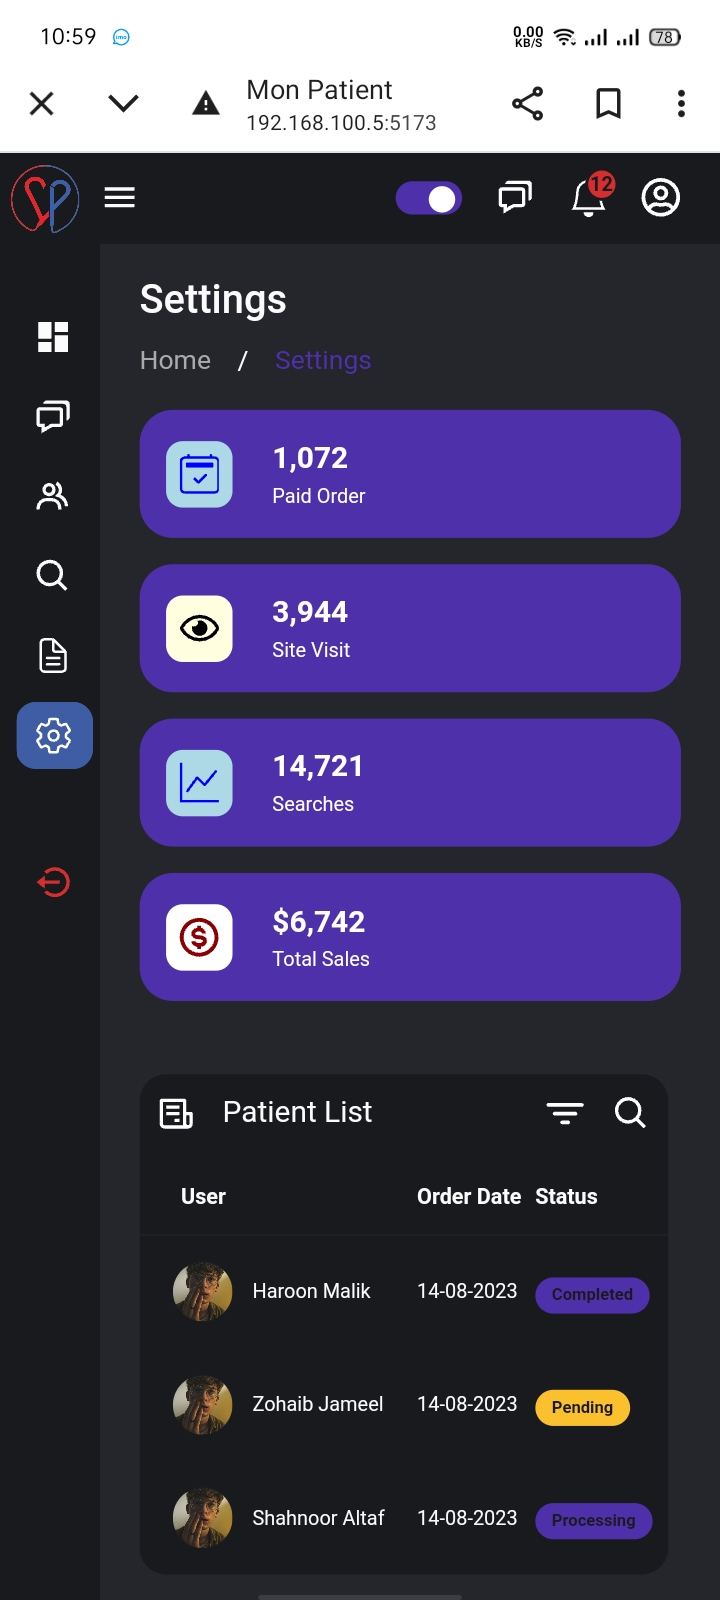 10:59
imo
0.00
KB/S
78
Mon Patient
192.168.100.5:5173
SP
12
Settings
Home / Settings
1,072
Paid Order
3,944
Site Visit
14,721
Searches
$6,742
Total Sales
Patient List
User Order Date Status
Haroon Malik 14-08-2023 Completed
Zohaib Jameel 14-08-2023 Pending
Shahnoor Altaf 14-08-2023 Processing